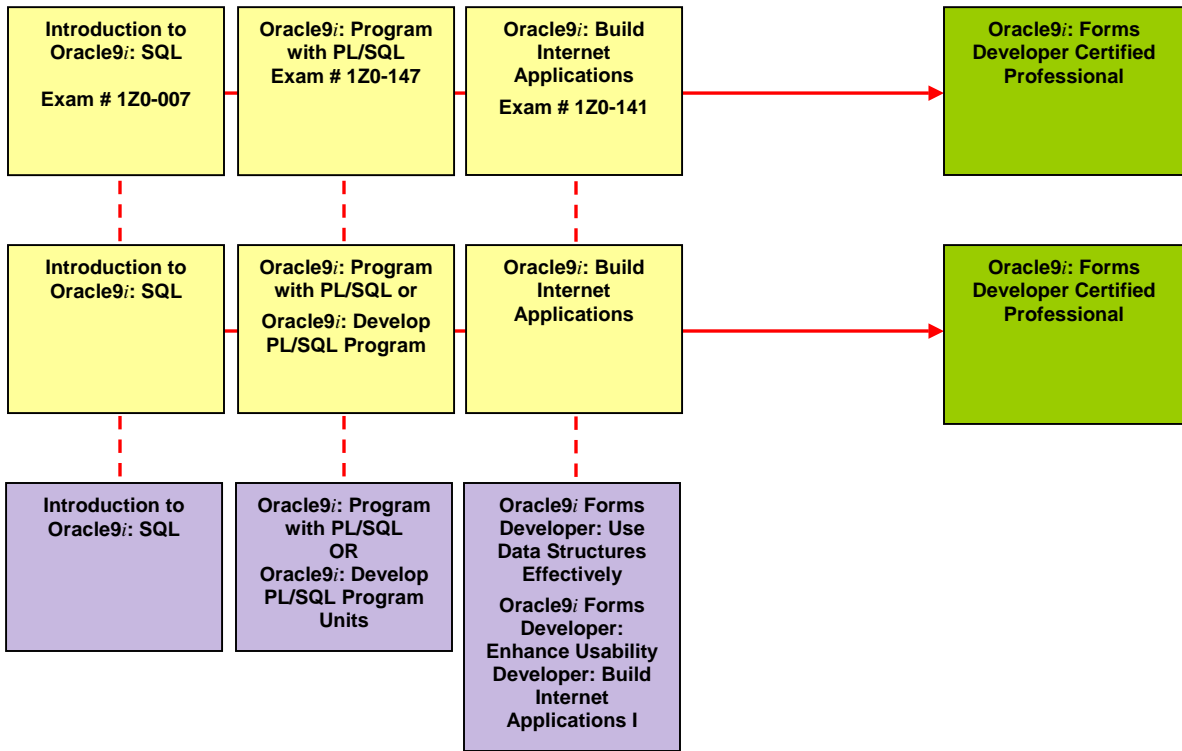 Introduction to
Oracle9i: SQL
Exam # 1Z0-007
Oracle9i: Program
with PL/SQL
Exam # 1Z0-147
Oracle9i: Build
Internet
Applications
Exam # 1Z0-141
Oracle9i: Forms
Developer Certified
Professional
Introduction to
Oracle9i: SQL
Oracle9i: Program
with PL/SQL or
Oracle9i: Develop
PL/SQL Program
Oracle9i: Build
Internet
Applications
Oracle9i: Forms
Developer Certified
Professional
Introduction to
Oracle9i: SQL
Oracle9i: Program
with PL/SQL
OR
Oracle9i: Develop
PL/SQL Program
Units
Oracle9i Forms
Developer: Use
Data Structures
Effectively
Oracle9i Forms
Developer:
Enhance Usability
Developer: Build
Internet
Applications I